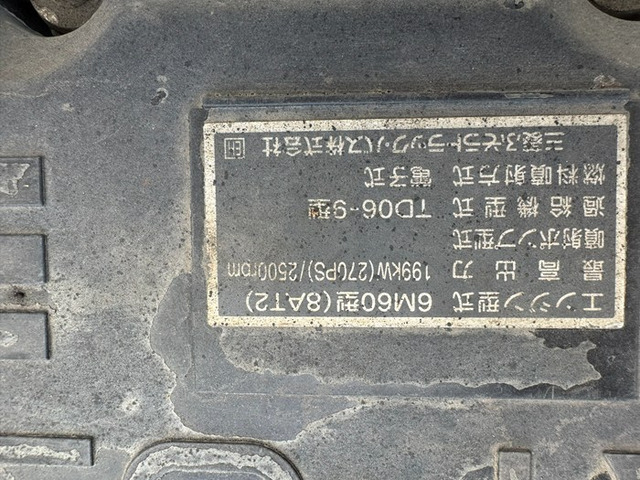 エンジン型式 6M60型(8AT2)
最高出力 199kW(270PS)/2500rpm
噴射ポンプ型式
過給機型式 TD06-9型
燃料噴射方式 電子式
三菱ふそうトラック・バス株式会社